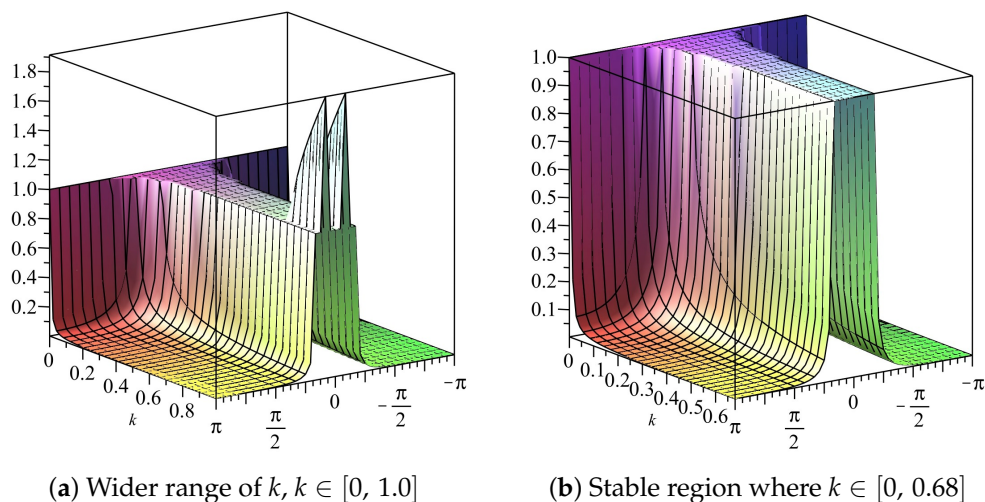 1.8
1.6
1.4
1.2
1.0
0.8
0.6
0.4
0.2
0
0.2
0.4
0.6
0.8
k
π
π/2
0
-π/2
-π
1.0
0.9
0.8
0.7
0.6
0.5
0.4
0.3
0.2
0.1
0
0.1
0.2
0.3
0.4
0.5
0.6
k
π
π/2
0
-π/2
-π
(a) Wider range of k, k ∈ [0, 1.0]
(b) Stable region where k ∈ [0, 0.68]